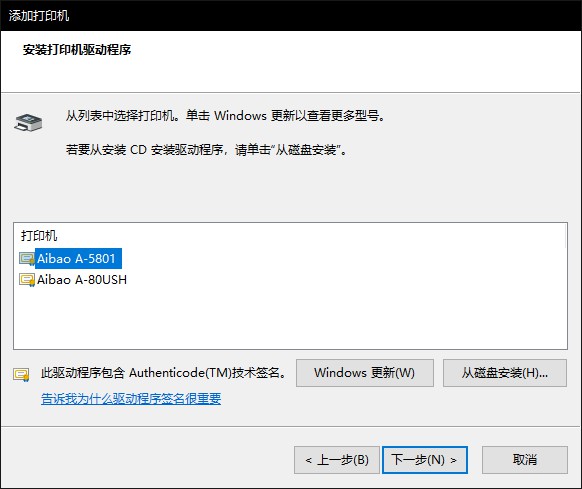 添加打印机
安装打印机驱动程序
从列表中选择打印机。单击 Windows 更新以查看更多型号。
若要从安装 CD 安装驱动程序，请单击“从磁盘安装”。
打印机
Aibao A-5801
Aibao A-80USH
此驱动程序包含 Authenticode(TM)技术签名。
Windows 更新(W)
从磁盘安装(H)...
告诉我为什么驱动程序签名很重要
< 上一步(B)
下一步(N) >
取消